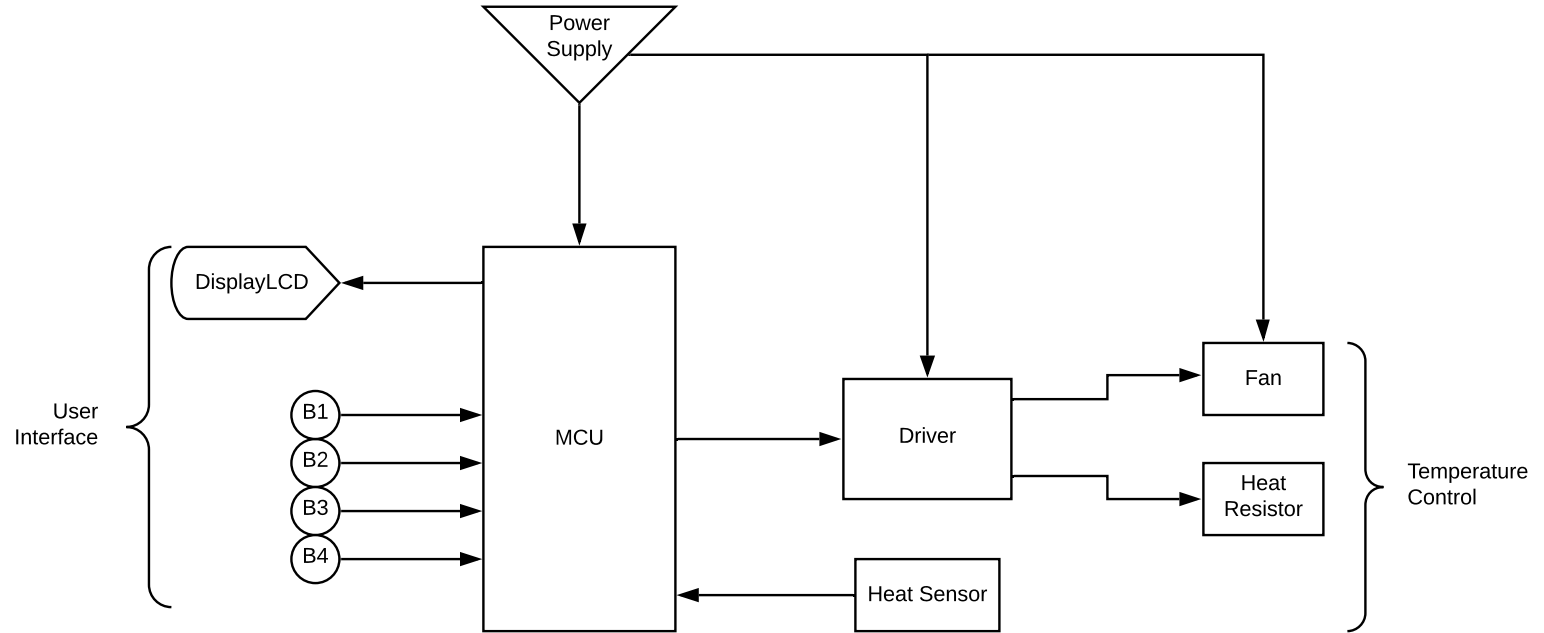 Power
Supply
DisplayLCD
User
Interface
B1
B2
B3
B4
MCU
Driver
Fan
Heat
Resistor
Heat Sensor
Temperature
Control